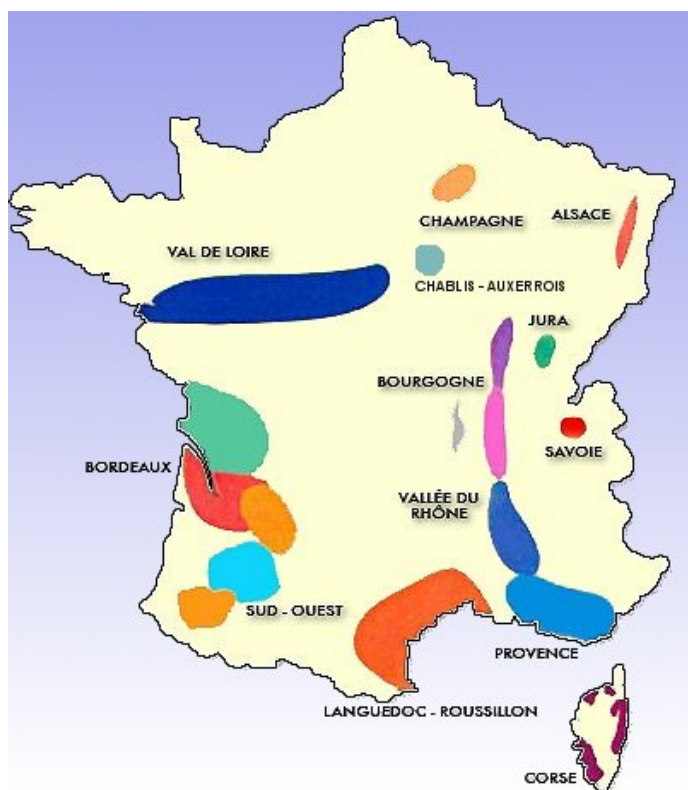 CHAMPAGNE
ALSACE
VAL DE LOIRE
CHABLIS - AUXERROIS
JURA
BOURGOGNE
SAVOIE
BORDEAUX
VALLÉE DU
RHÔNE
SUD - OUEST
PROVENCE
LANGUEDOC - ROUSSILLON
CORSE